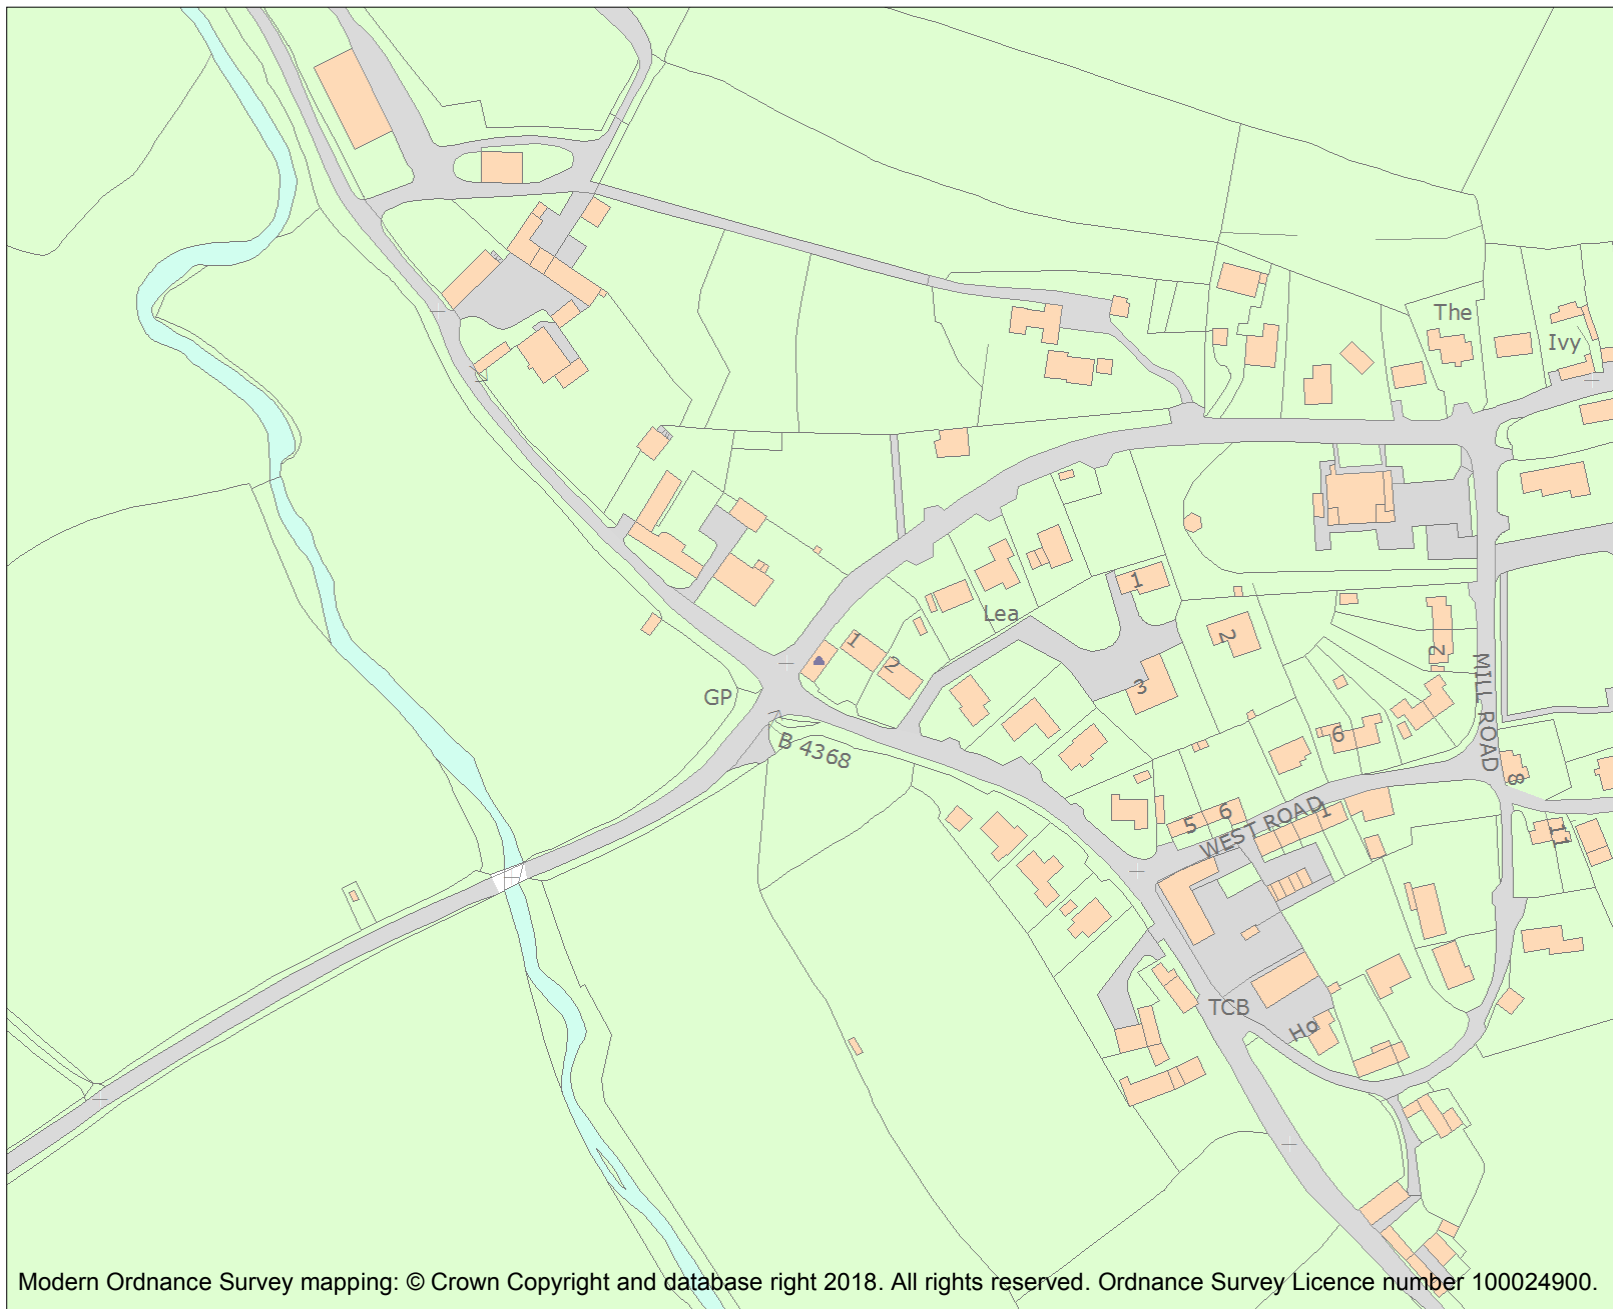 The
Ivy
1
Lea
1
2
2
1
2
3
GP
MILL ROAD
6
B 4368
8
6
1
5
WEST ROAD
11
TCB
Ho
Modern Ordnance Survey mapping: © Crown Copyright and database right 2018. All rights reserved. Ordnance Survey Licence number 100024900.